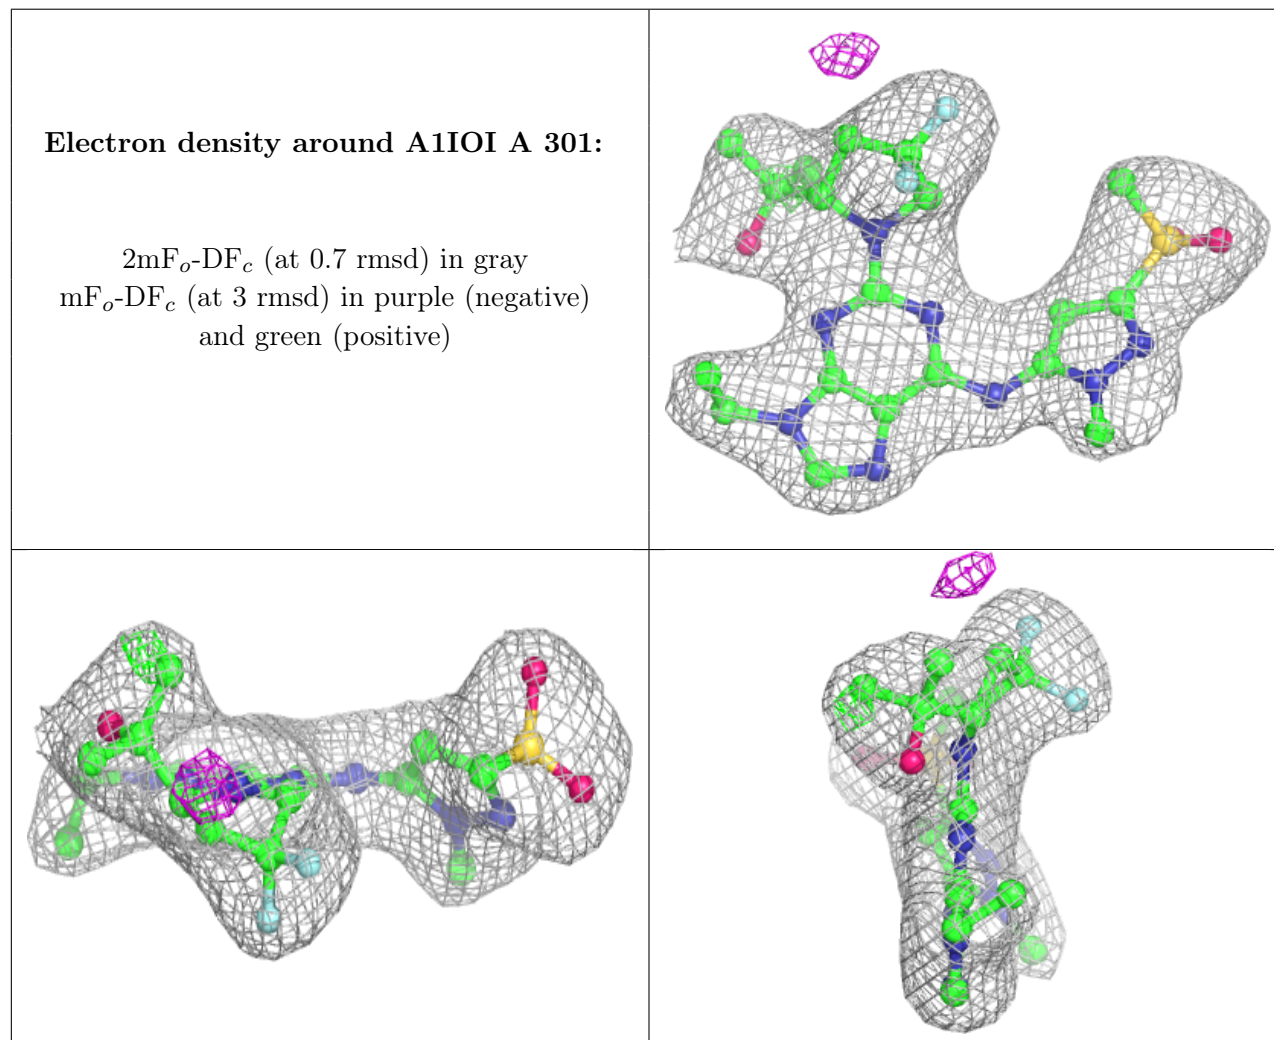 Electron density around A1IOI A 301:
2mFo-DFc (at 0.7 rmsd) in gray
mFo-DFc (at 3 rmsd) in purple (negative)
and green (positive)